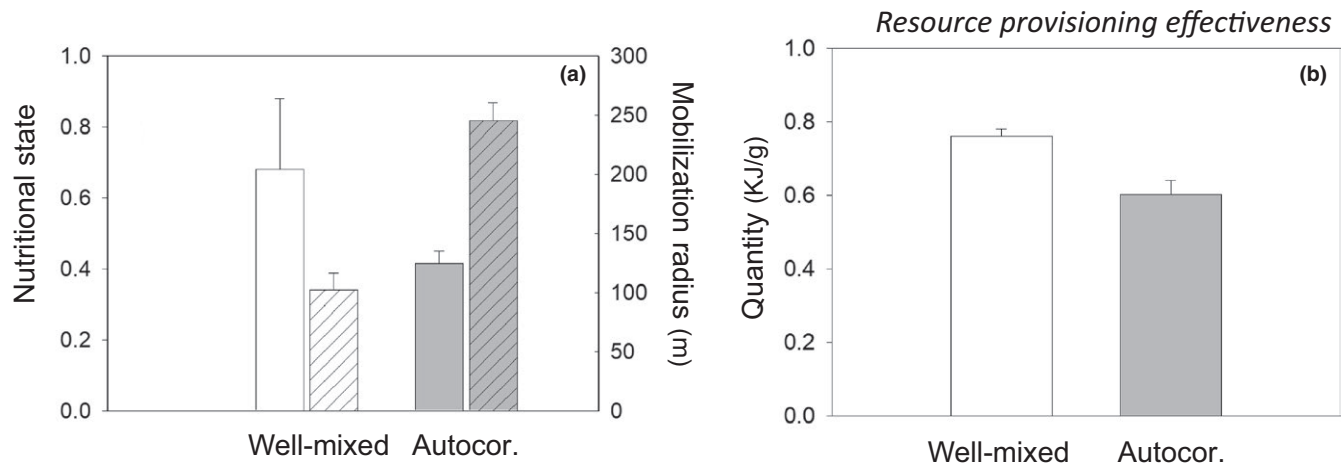 Resource provisioning effectiveness
(a)
Nutritional state
1.0
0.8
0.6
0.4
0.2
0.0
300
250
200
150
100
50
0
Mobilization radius (m)
Well-mixed Autocor.
(b)
Quantity (KJ/g)
1.0
0.8
0.6
0.4
0.2
0.0
Well-mixed Autocor.